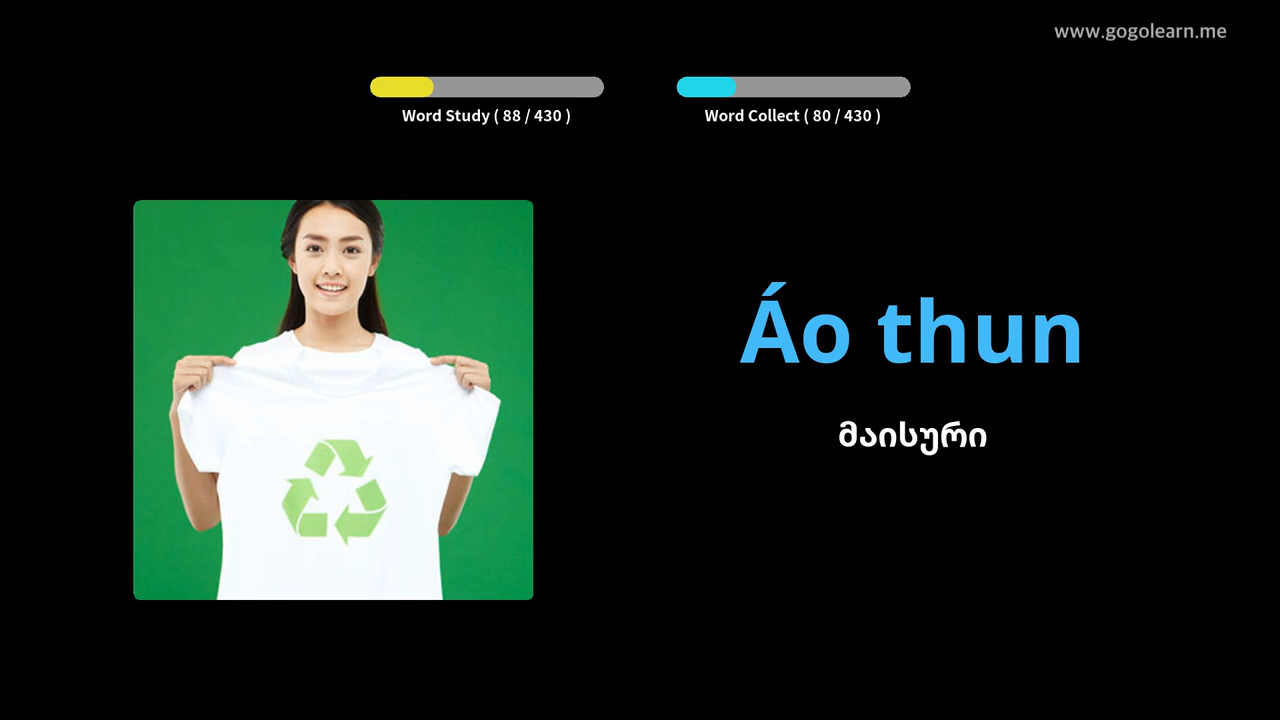 www.gogolearn.me
Word Study ( 88 / 430 )
Word Collect ( 80 / 430 )
Áo thun
მაისური